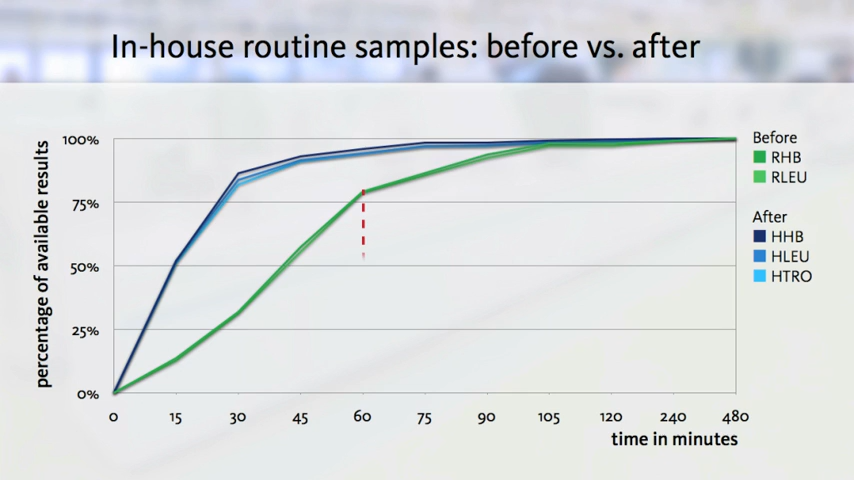 In-house routine samples: before vs. after
percentage of available results
100%
75%
50%
25%
0%
0 15 30 45 60 75 90 105 120 240 480
time in minutes
Before
RHB
RLEU
After
HHB
HLEU
HTRO